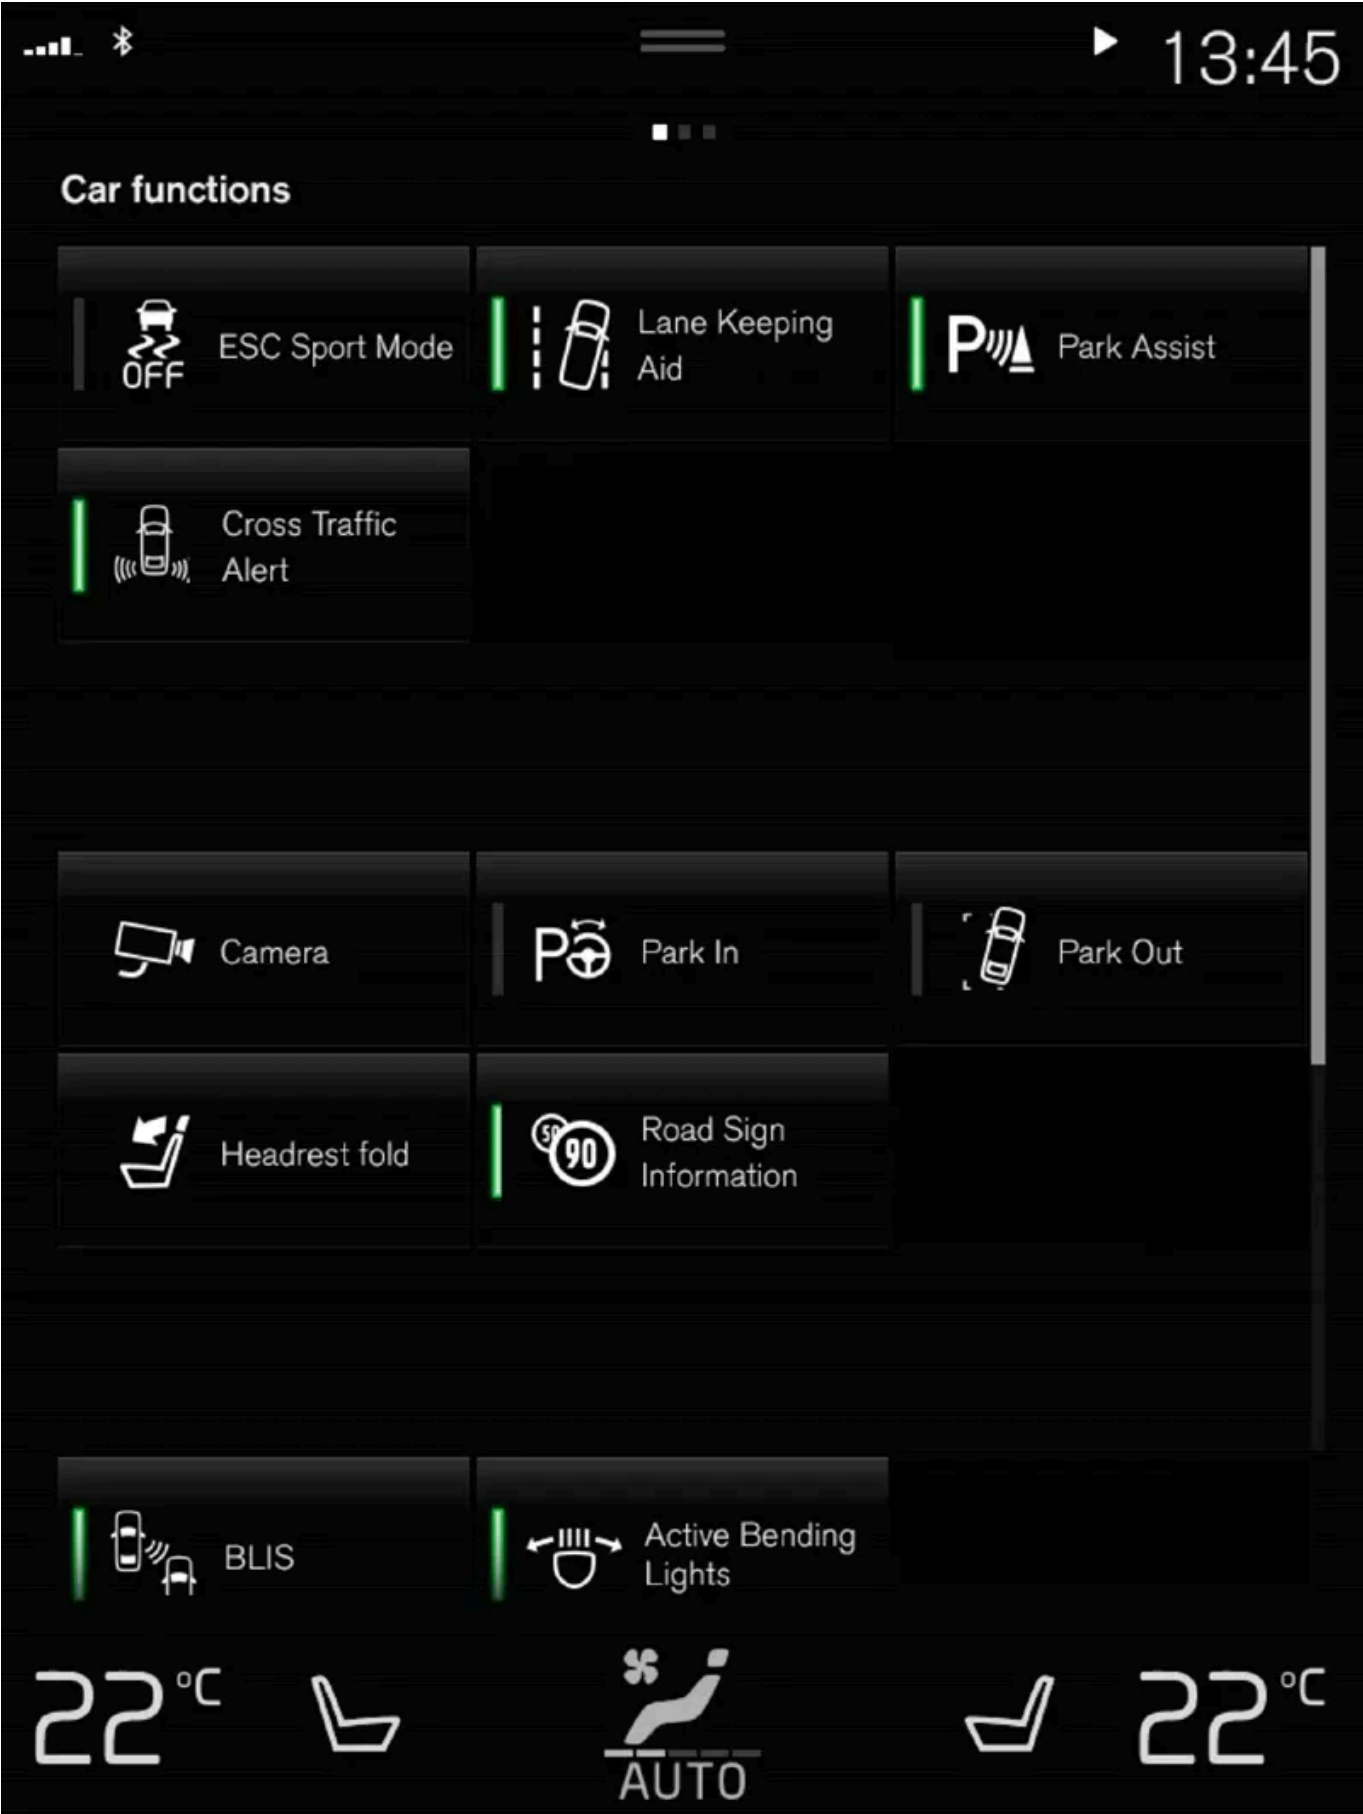 13:45
Car functions
OFF
ESC Sport Mode
Lane Keeping
Aid
P
Park Assist
Cross Traffic
Alert
Camera
P
Park In
Park Out
Headrest fold
50
90
Road Sign
Information
BLIS
Active Bending
Lights
22 °C
AUTO
22 °C